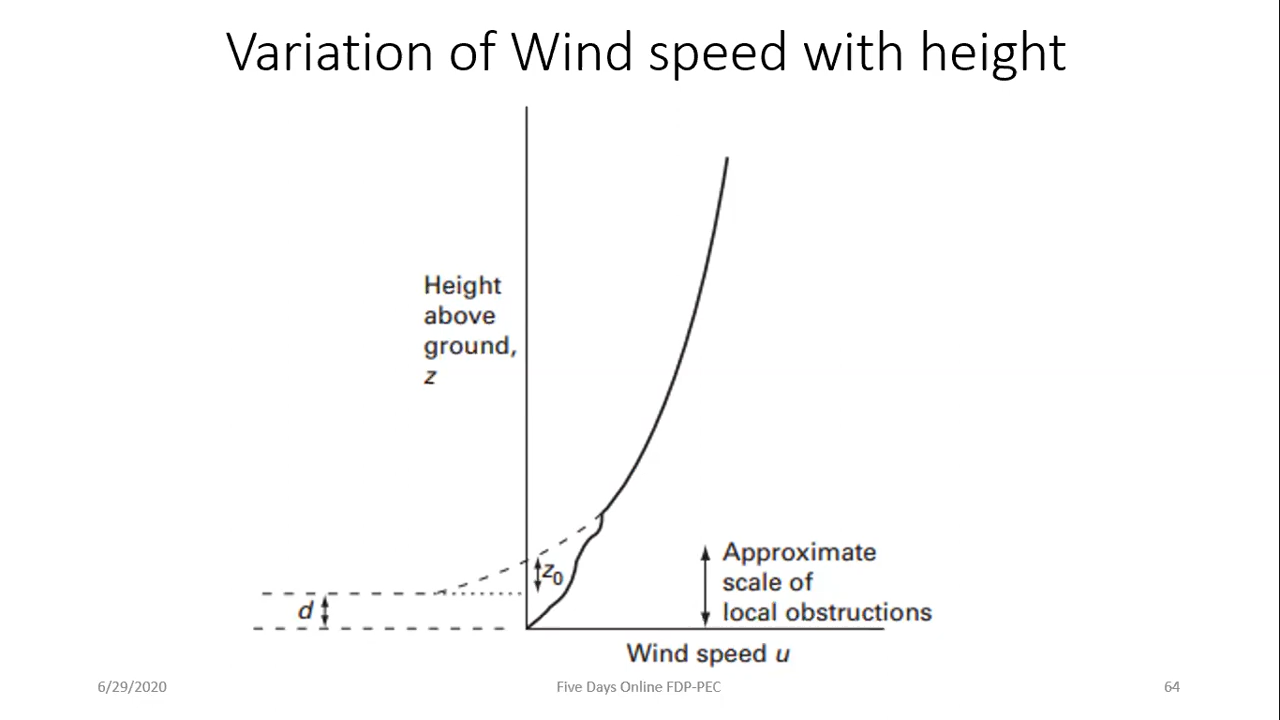 Variation of Wind speed with height
Height
above
ground,
z
z0
d
Approximate
scale of
local obstructions
Wind speed u
6/29/2020
Five Days Online FDP-PEC
64